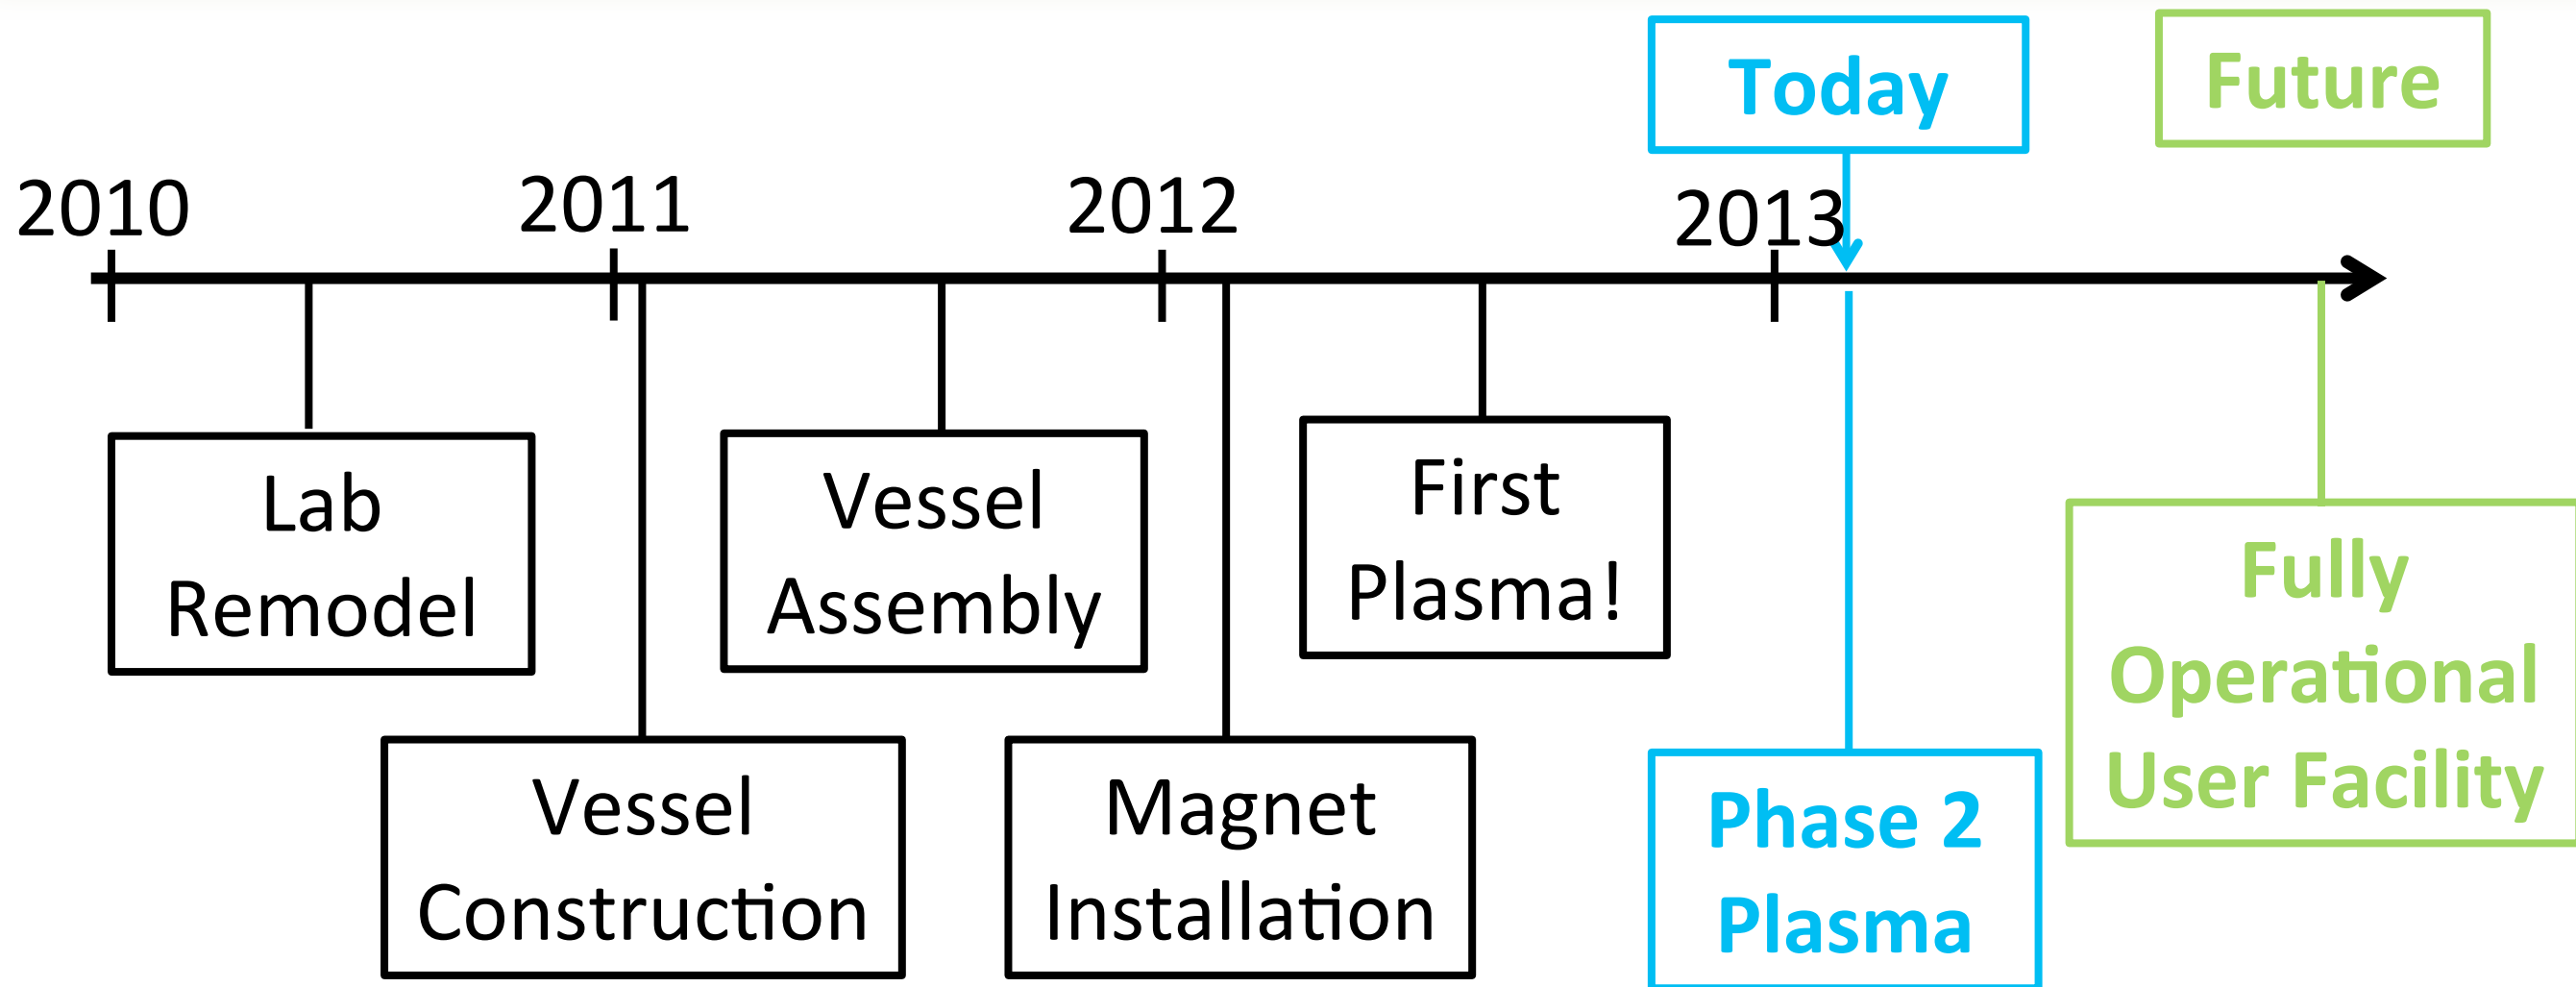 Today
Future
2010
2011
2012
2013
Lab
Remodel
Vessel
Assembly
First
Plasma!
Fully
Operational
User Facility
Vessel
Construction
Magnet
Installation
Phase 2
Plasma